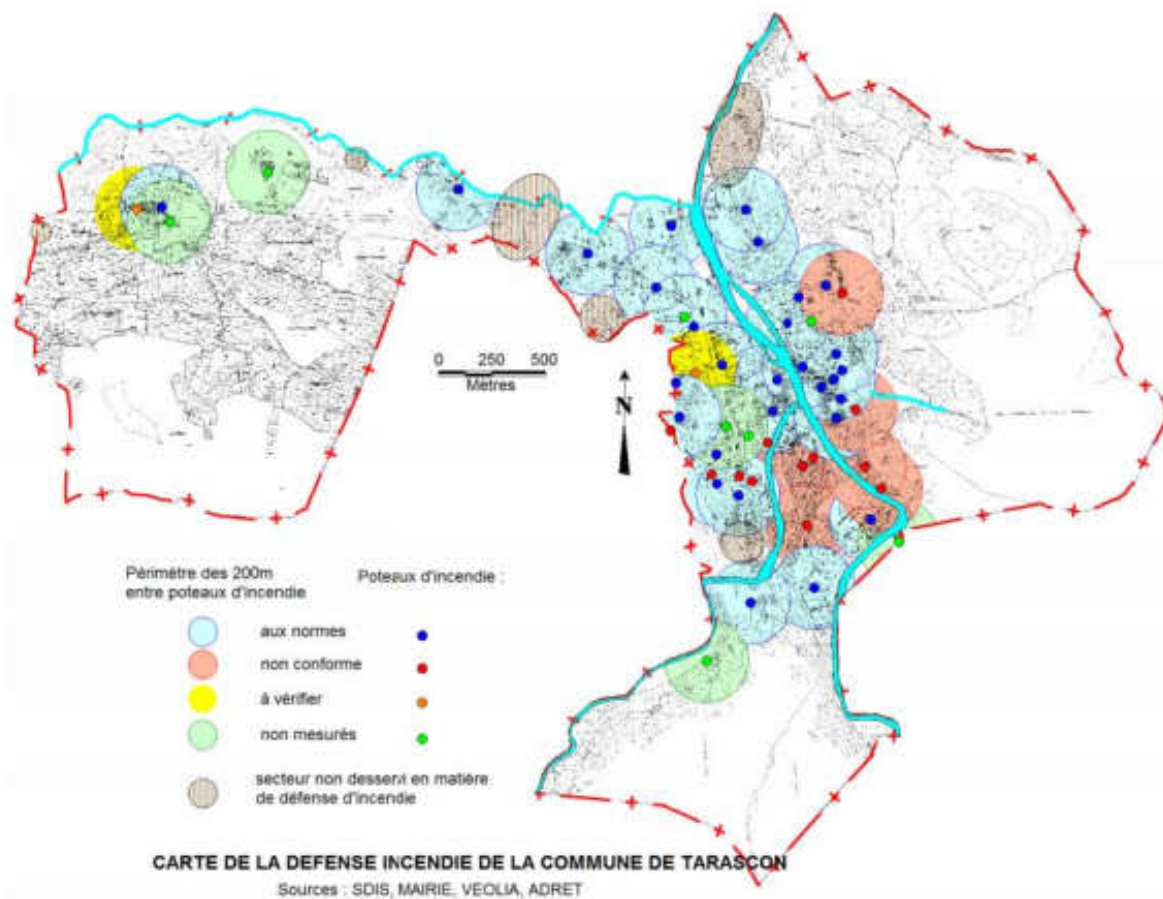 0 250 500
Mètres
N
Périmètre des 200m
entre poteaux d'incendie
Poteaux d'incendie :
aux normes
non conforme
à vérifier
non mesurés
secteur non desservi en matière
de défense d'incendie
CARTE DE LA DEFENSE INCENDIE DE LA COMMUNE DE TARASCON
Sources : SDIS, MAIRIE, VEOLIA, ADRET